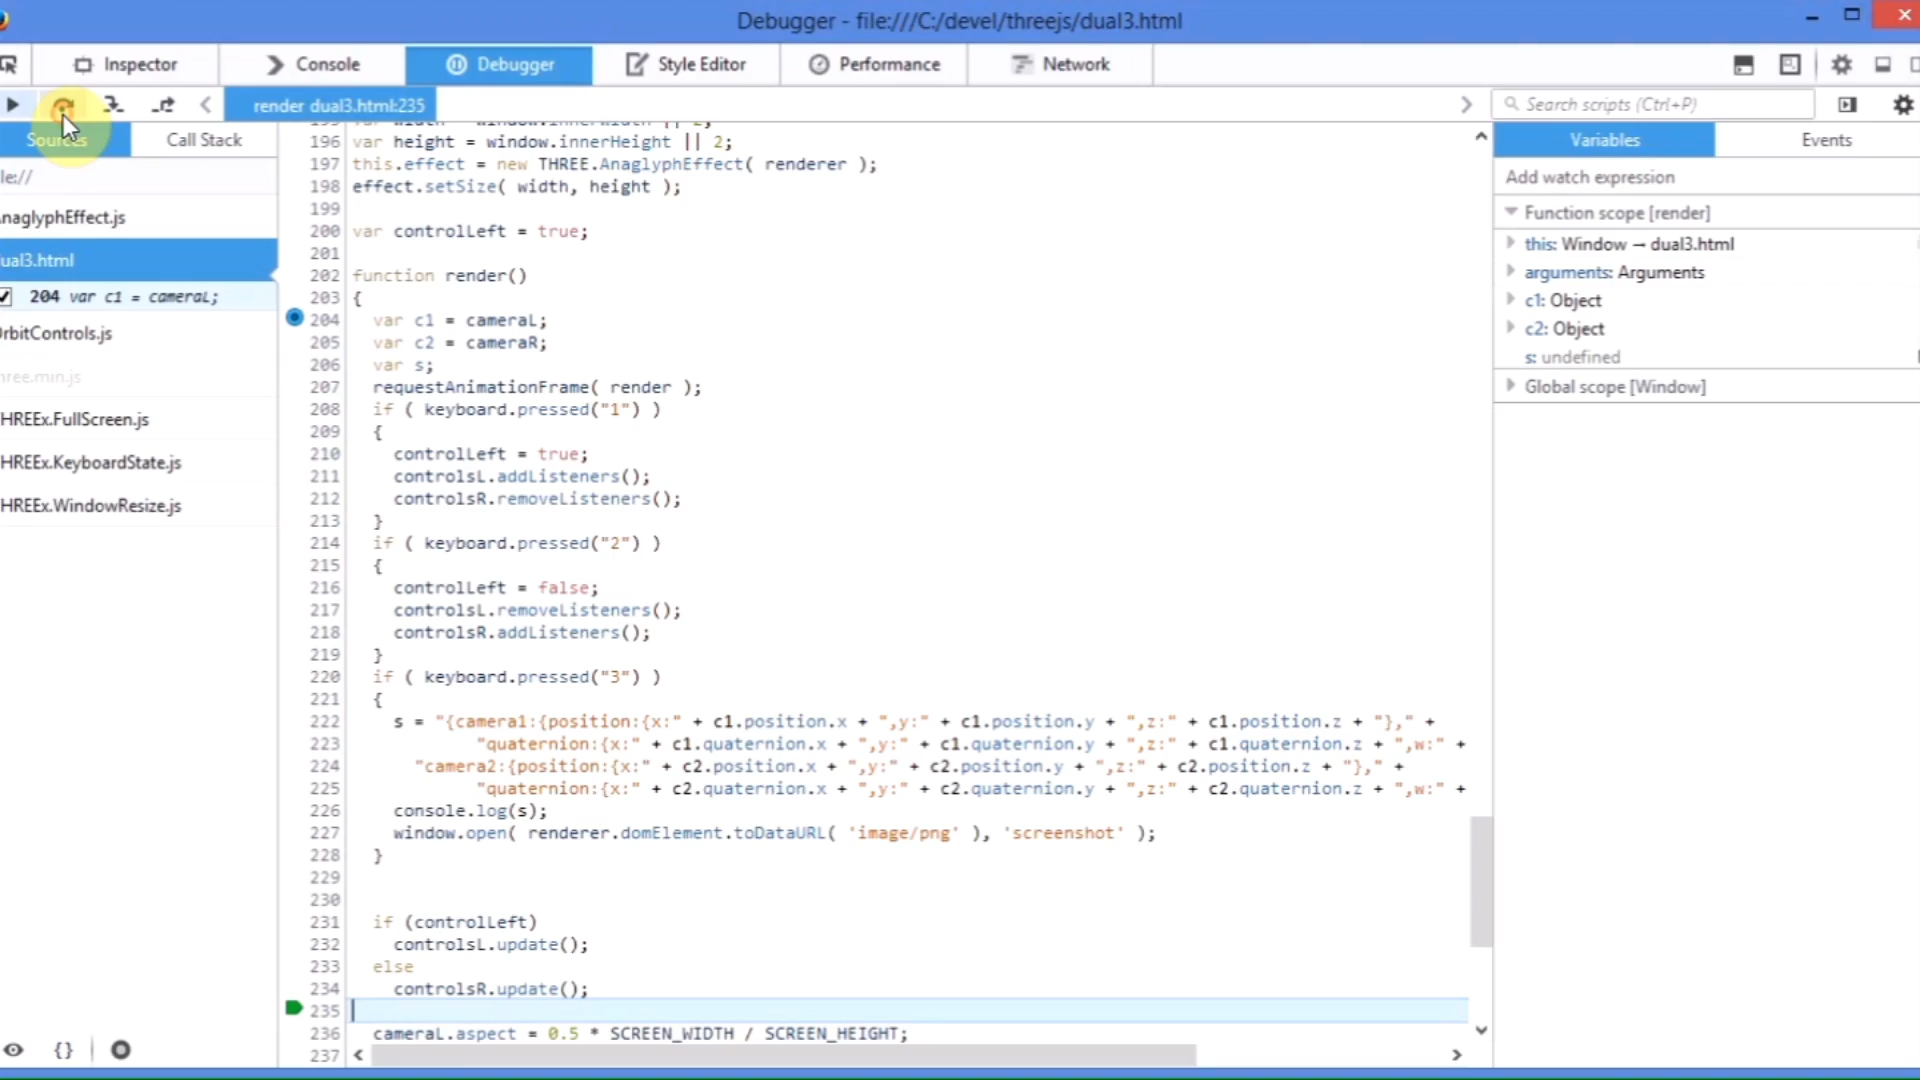 Debugger - file:///C:/devel/threejs/dual3.html
Inspector
Console
Debugger
Style Editor
Performance
Network
render dual3.html:235
Search scripts (Ctrl+P)
Sources
Call Stack
Variables
Events
le://
naglyphEffect.js
ual3.html
204 var c1 = cameraL;
rbitControls.js
hree.min.js
HREEx.FullScreen.js
HREEx.KeyboardState.js
HREEx.WindowResize.js
196 var height = window.innerHeight || 2;
197 this.effect = new THREE.AnaglyphEffect( renderer );
198 effect.setSize( width, height );
199
200 var controlLeft = true;
201
202 function render()
203 {
204 var c1 = cameraL;
205 var c2 = cameraR;
206 var s;
207 requestAnimationFrame( render );
208 if ( keyboard.pressed("1") )
209 {
210 controlLeft = true;
211 controlsL.addListeners();
212 controlsR.removeListeners();
213 }
214 if ( keyboard.pressed("2") )
215 {
216 controlLeft = false;
217 controlsL.removeListeners();
218 controlsR.addListeners();
219 }
220 if ( keyboard.pressed("3") )
221 {
222 s = "{camera1:{position:{x:" + c1.position.x + ",y:" + c1.position.y + ",z:" + c1.position.z + "}," +
223 "quaternion:{x:" + c1.quaternion.x + ",y:" + c1.quaternion.y + ",z:" + c1.quaternion.z + ",w:" +
224 "camera2:{position:{x:" + c2.position.x + ",y:" + c2.position.y + ",z:" + c2.position.z + "}," +
225 "quaternion:{x:" + c2.quaternion.x + ",y:" + c2.quaternion.y + ",z:" + c2.quaternion.z + ",w:" +
226 console.log(s);
227 window.open( renderer.domElement.toDataURL( 'image/png' ), 'screenshot' );
228 }
229
230
231 if (controlLeft)
232 controlsL.update();
233 else
234 controlsR.update();
235
236 cameraL.aspect = 0.5 * SCREEN_WIDTH / SCREEN_HEIGHT;
237
Add watch expression
Function scope [render]
this: Window → dual3.html
arguments: Arguments
c1: Object
c2: Object
s: undefined
Global scope [Window]
{}